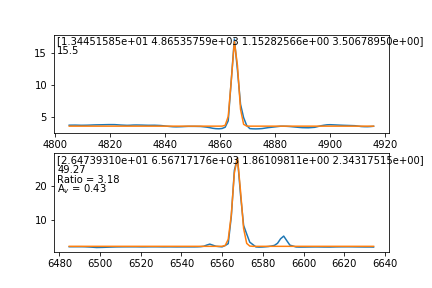 [1.34451585e+01 4.86535759e+03 1.15282566e+00 3.50678950e+00]
15.5
15
10
5
4800 4820 4840 4860 4880 4900 4920
[2.64739310e+01 6.56717176e+03 1.86109811e+00 2.34317515e+00]
49.27
Ratio = 3.18
Av = 0.43
20
10
6480 6500 6520 6540 6560 6580 6600 6620 6640